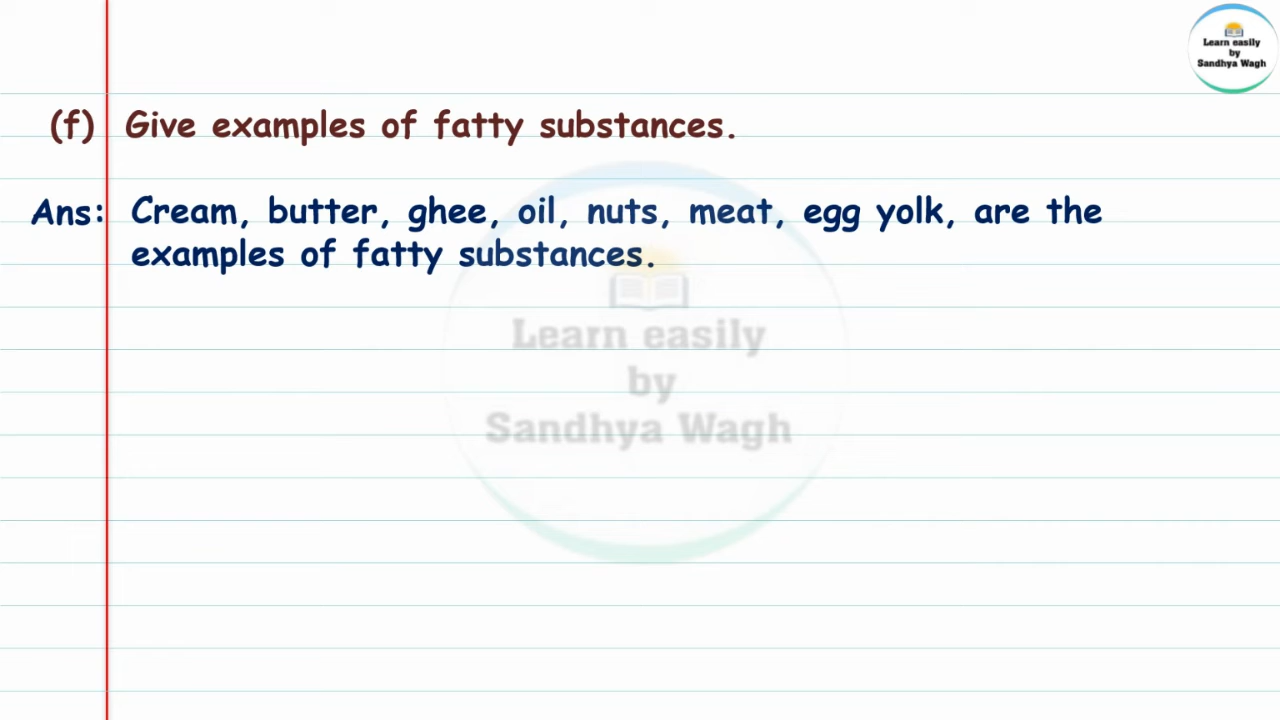 Learn easily
by
Sandhya Wagh
(f) Give examples of fatty substances.
Ans: Cream, butter, ghee, oil, nuts, meat, egg yolk, are the
examples of fatty substances.
Learn easily
by
Sandhya Wagh